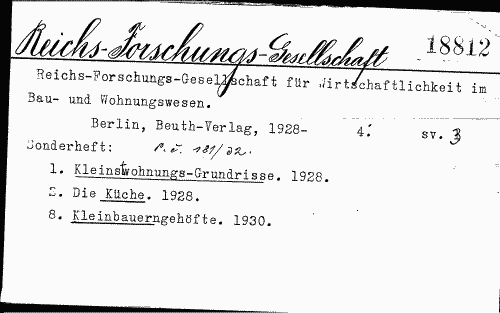 Reichs-Forschungs-Gesellschaft 18812
Reichs-Forschungs-Gesellschaft für Wirtschaftlichkeit im
Bau- und Wohnungswesen.
Berlin, Beuth-Verlag, 1928- 4. sv. 3
Sonderheft:
1. Kleinstwohnungs-Grundrisse. 1928.
2. Die Küche. 1928.
8. Kleinbauerngehöfte. 1930.